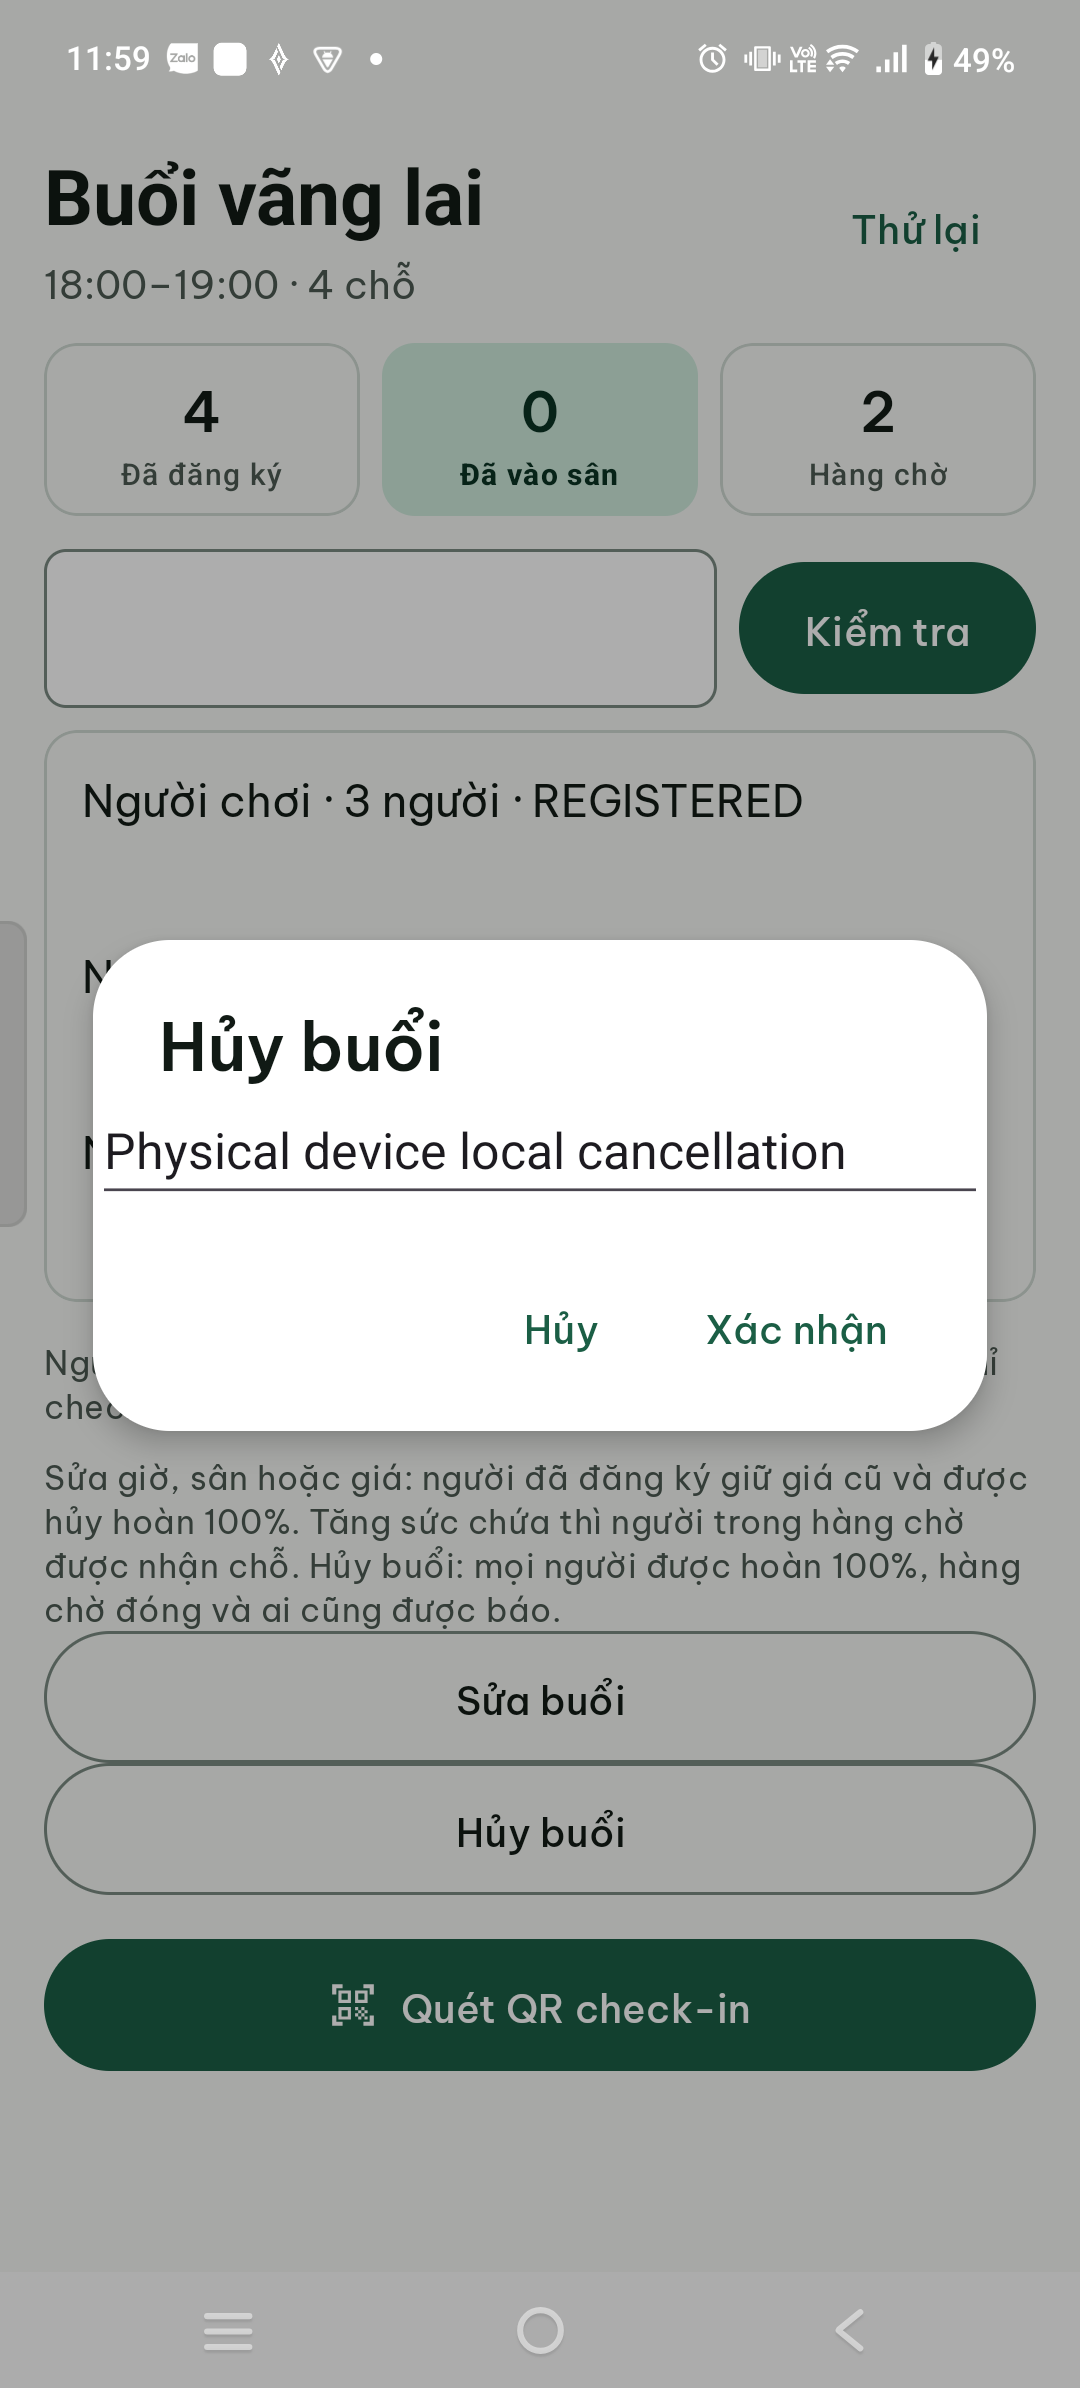 11:59 Zalo VoLTE 49%
Buổi vãng lai
Thử lại
18:00–19:00 · 4 chỗ
4 0 2
Đã đăng ký Đã vào sân Hàng chờ
Kiểm tra
Người chơi · 3 người · REGISTERED
Hủy buổi
Physical device local cancellation
Hủy Xác nhận
Sửa giờ, sân hoặc giá: người đã đăng ký giữ giá cũ và được
hủy hoàn 100%. Tăng sức chứa thì người trong hàng chờ
được nhận chỗ. Hủy buổi: mọi người được hoàn 100%, hàng
chờ đóng và ai cũng được báo.
Sửa buổi
Hủy buổi
Quét QR check-in